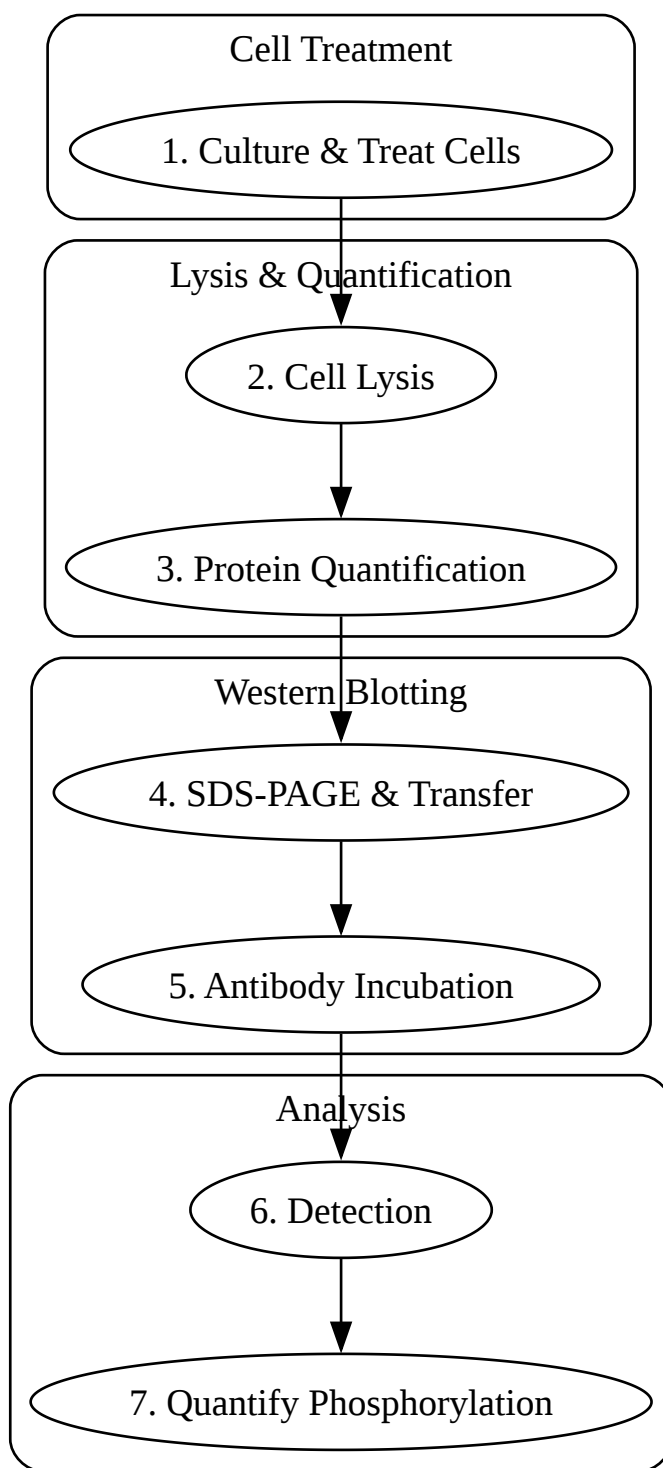 Cell Treatment
1. Culture & Treat Cells
Lysis & Quantification
2. Cell Lysis
3. Protein Quantification
Western Blotting
4. SDS-PAGE & Transfer
5. Antibody Incubation
Analysis
6. Detection
7. Quantify Phosphorylation